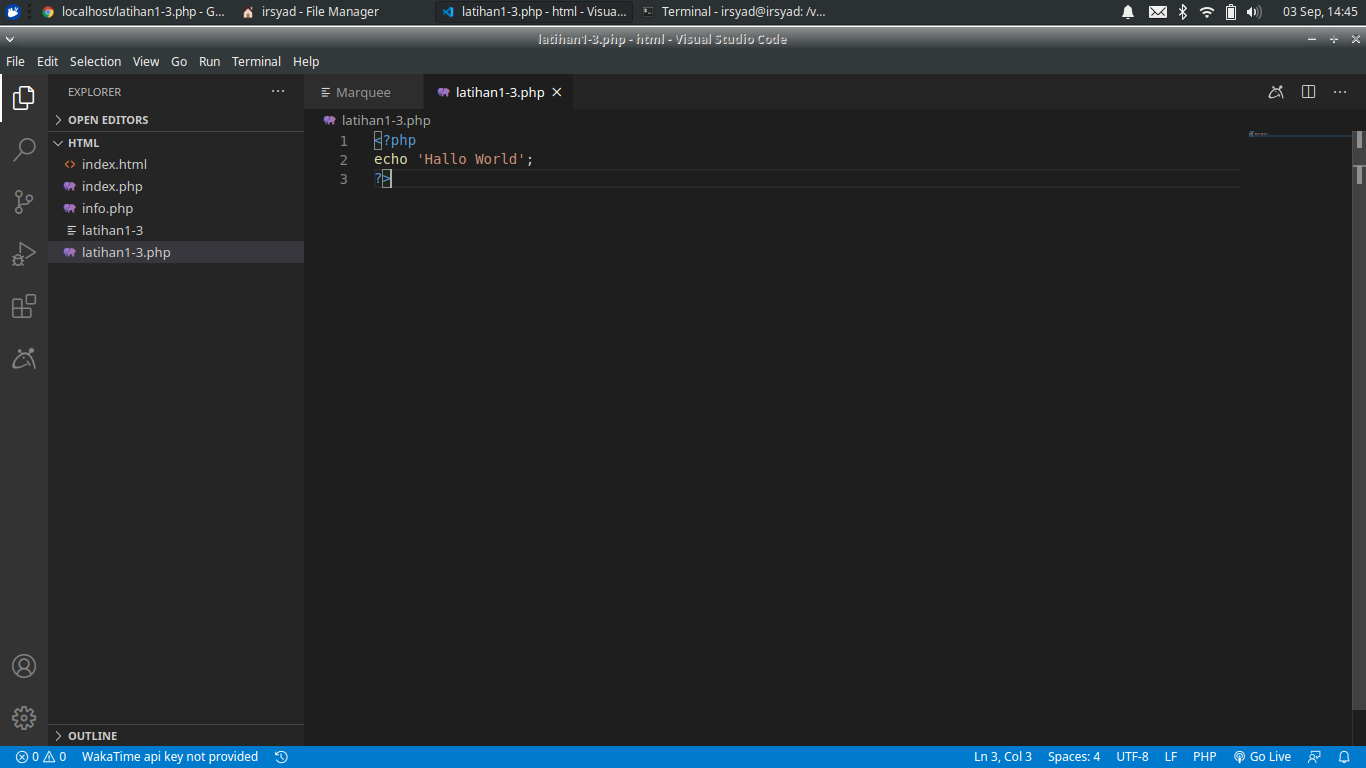 localhost/latihan1-3.php - G...
irsyad - File Manager
latihan1-3.php - html - Visua...
Terminal - irsyad@irsyad: /v...
03 Sep, 14:45
latihan1-3.php - html - Visual Studio Code
File Edit Selection View Go Run Terminal Help
EXPLORER
OPEN EDITORS
HTML
index.html
index.php
info.php
latihan1-3
latihan1-3.php
OUTLINE
Marquee
latihan1-3.php
latihan1-3.php
1 <?php
2 echo 'Hallo World';
3 ?>
0 0 WakaTime api key not provided
Ln 3, Col 3 Spaces: 4 UTF-8 LF PHP Go Live